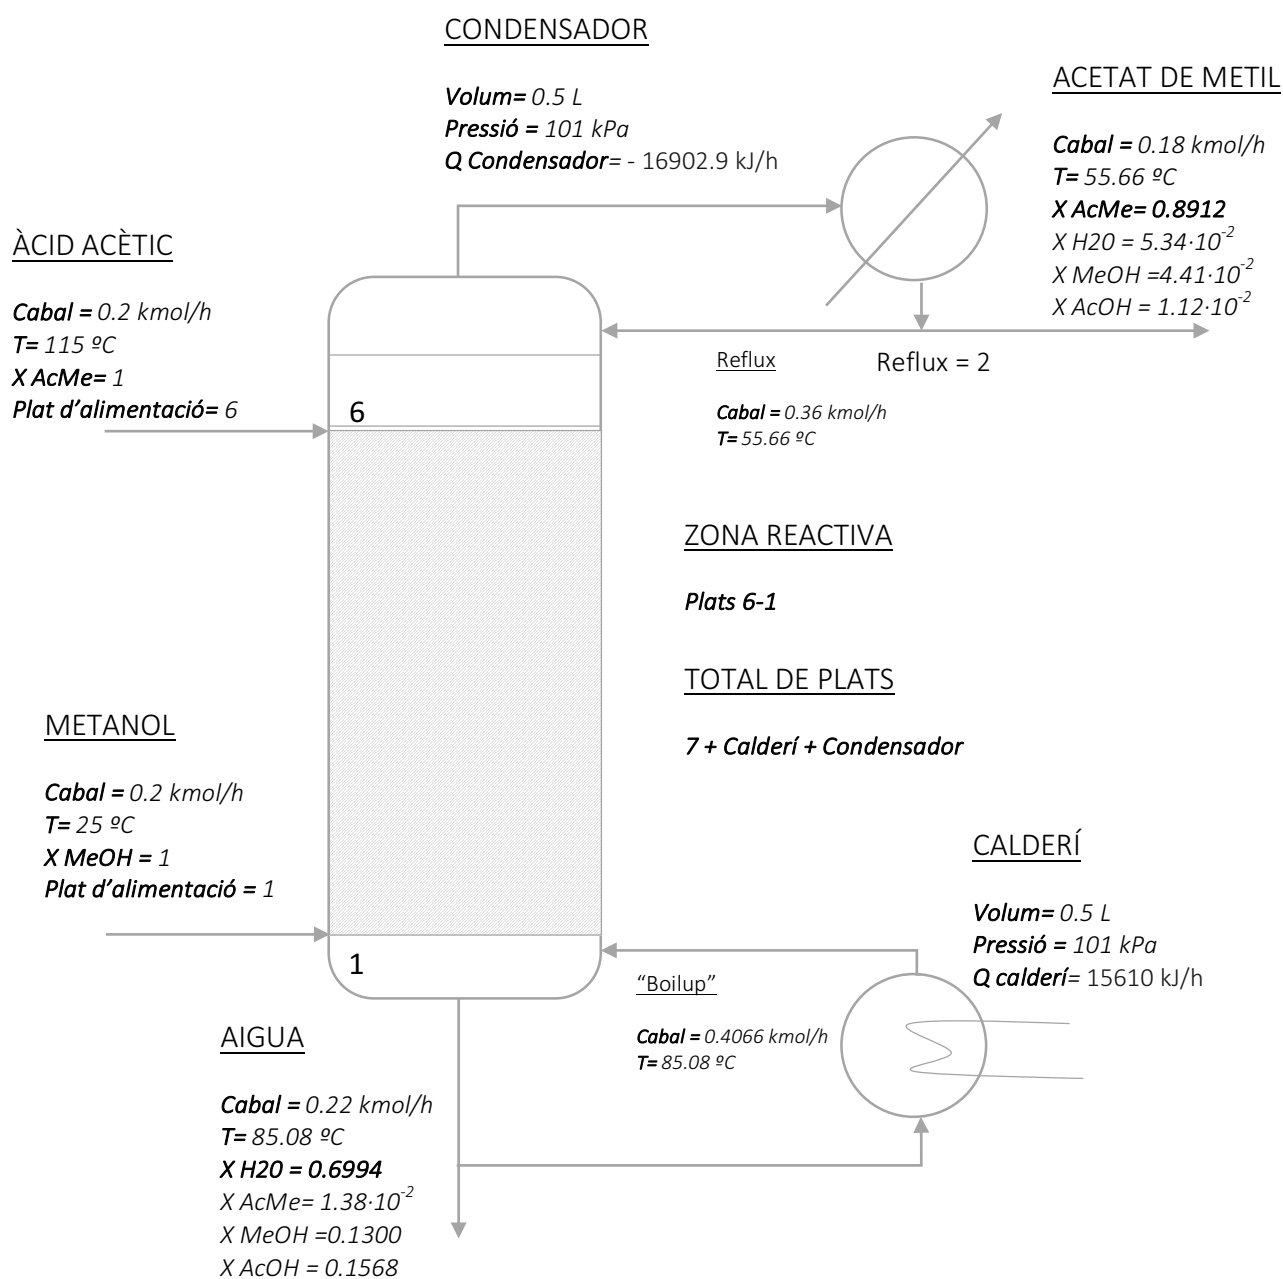 CONDENSADOR
Volum= 0.5 L
Pressió = 101 kPa
Q Condensador= - 16902.9 kJ/h
ACETAT DE METIL
Cabal = 0.18 kmol/h
T= 55.66 ºC
X AcMe= 0.8912
X H20 = 5.34·10-2
X MeOH =4.41·10-2
X AcOH = 1.12·10-2
ÀCID ACÈTIC
Cabal = 0.2 kmol/h
T= 115 ºC
X AcMe= 1
Plat d’alimentació= 6
6
Reflux
Cabal = 0.36 kmol/h
T= 55.66 ºC
Reflux = 2
ZONA REACTIVA
Plats 6-1
TOTAL DE PLATS
7 + Calderí + Condensador
METANOL
Cabal = 0.2 kmol/h
T= 25 ºC
X MeOH = 1
Plat d’alimentació = 1
1
CALDERÍ
Volum= 0.5 L
Pressió = 101 kPa
Q calderí= 15610 kJ/h
“Boilup”
Cabal = 0.4066 kmol/h
T= 85.08 ºC
AIGUA
Cabal = 0.22 kmol/h
T= 85.08 ºC
X H20 = 0.6994
X AcMe= 1.38·10-2
X MeOH =0.1300
X AcOH = 0.1568